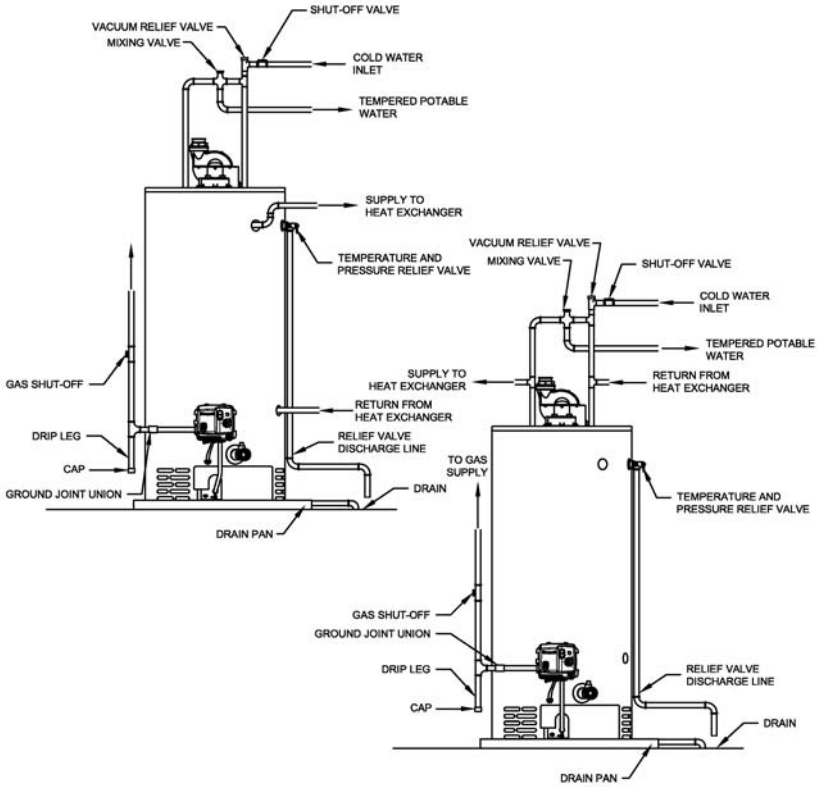 SHUT-OFF VALVE
VACUUM RELIEF VALVE
MIXING VALVE
COLD WATER
INLET
TEMPERED POTABLE
WATER
SUPPLY TO
HEAT EXCHANGER
TEMPERATURE AND
PRESSURE RELIEF VALVE
GAS SHUT-OFF
RETURN FROM
HEAT EXCHANGER
DRIP LEG
RELIEF VALVE
DISCHARGE LINE
CAP
GROUND JOINT UNION
DRAIN
DRAIN PAN
VACUUM RELIEF VALVE
MIXING VALVE
SHUT-OFF VALVE
COLD WATER
INLET
TEMPERED POTABLE
WATER
SUPPLY TO
HEAT EXCHANGER
RETURN FROM
HEAT EXCHANGER
TO GAS
SUPPLY
TEMPERATURE AND
PRESSURE RELIEF VALVE
GAS SHUT-OFF
GROUND JOINT UNION
DRIP LEG
RELIEF VALVE
DISCHARGE LINE
CAP
DRAIN
DRAIN PAN